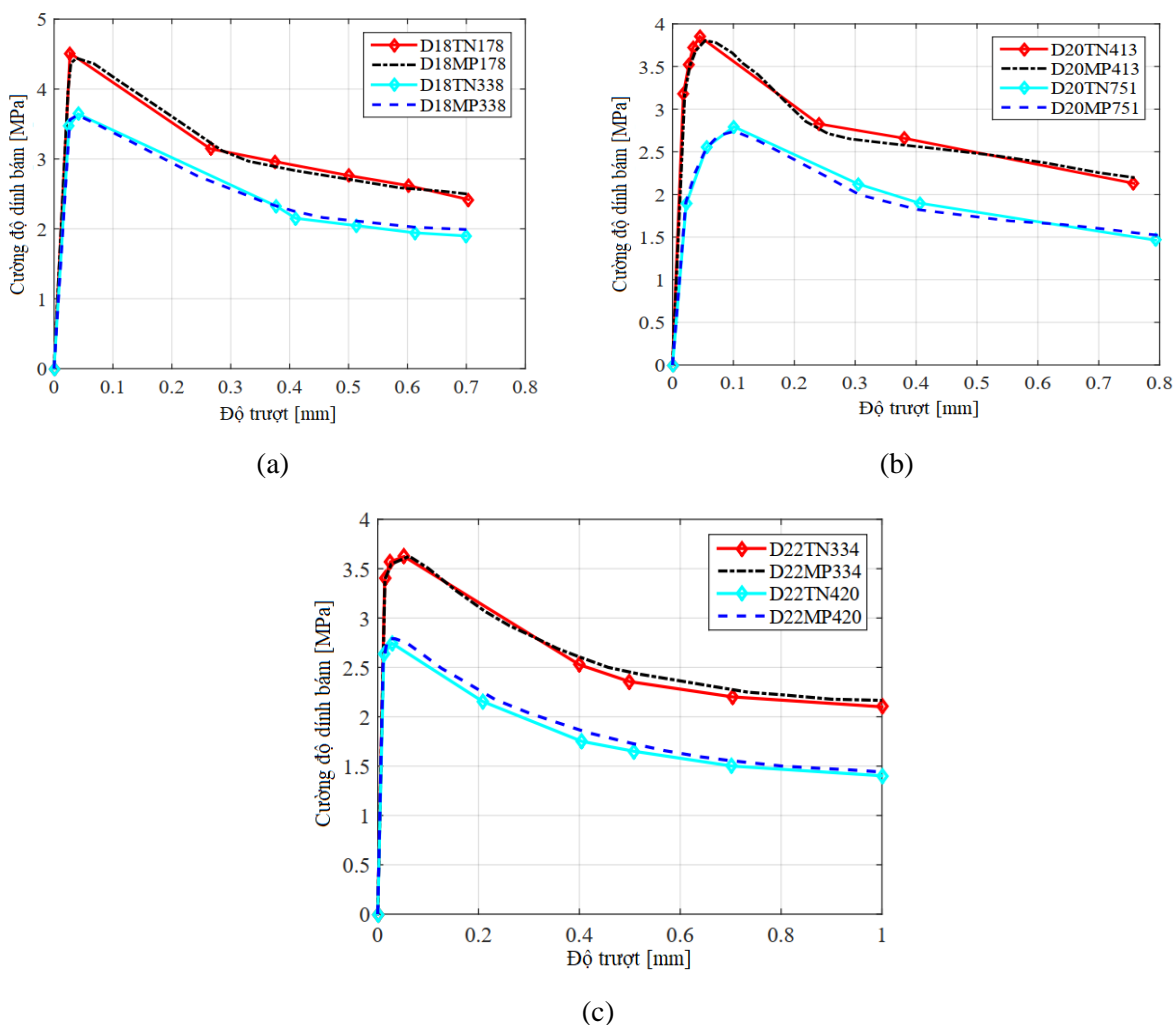 D18TN178
D18MP178
D18TN338
D18MP338
Cường độ dính bám [MPa]
5
4
3
2
1
0
0 0.1 0.2 0.3 0.4 0.5 0.6 0.7 0.8
Độ trượt [mm]
(a)
D20TN413
D20MP413
D20TN751
D20MP751
Cường độ dính bám [MPa]
4
3.5
3
2.5
2
1.5
1
0.5
0
0 0.1 0.2 0.3 0.4 0.5 0.6 0.7 0.8
Độ trượt [mm]
(b)
D22TN334
D22MP334
D22TN420
D22MP420
Cường độ dính bám [MPa]
4
3.5
3
2.5
2
1.5
1
0.5
0
0 0.2 0.4 0.6 0.8 1
Độ trượt [mm]
(c)